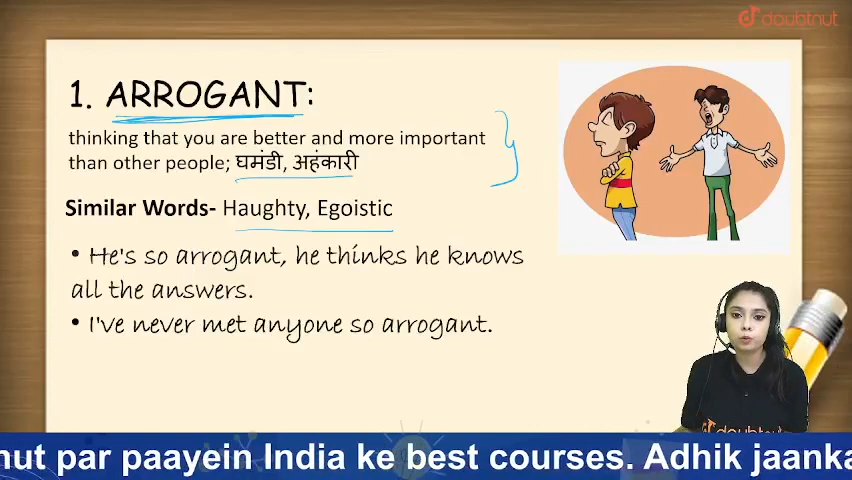 doubtnut
1. ARROGANT:
thinking that you are better and more important
than other people; घमंडी, अहंकारी
Similar Words- Haughty, Egoistic
• He's so arrogant, he thinks he knows
all the answers.
• I've never met anyone so arrogant.
doubtnut
nut par paayein India ke best courses. Adhik jaanka